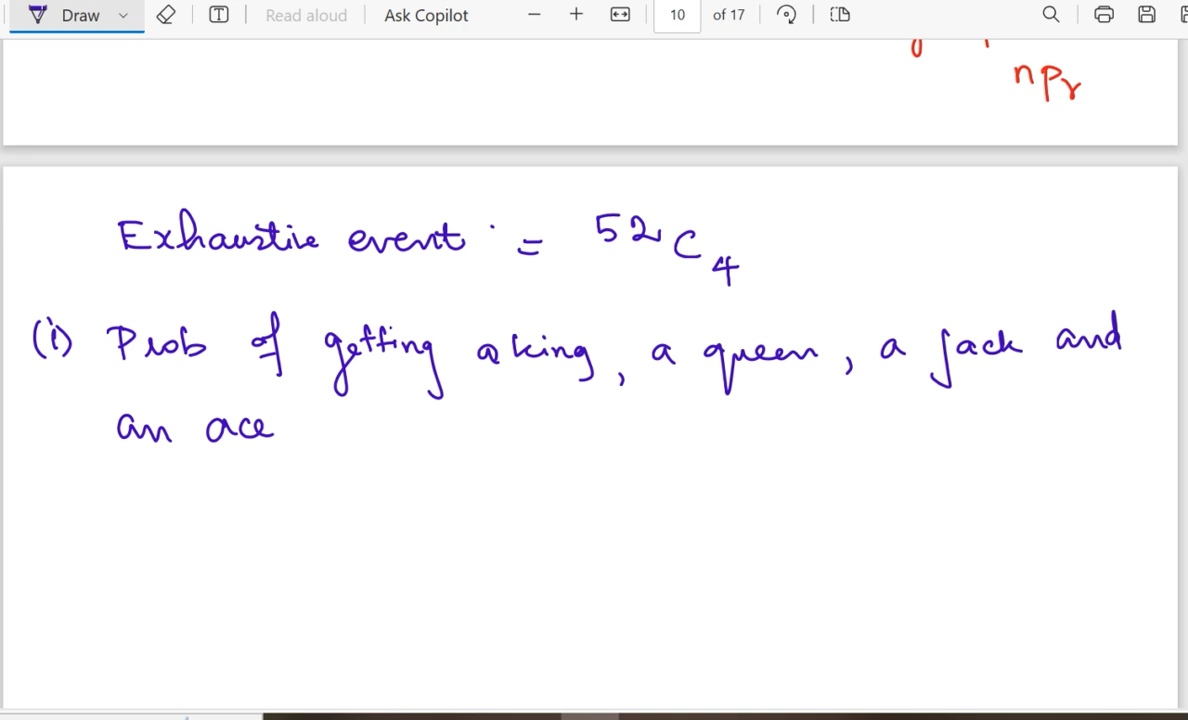 Draw
Read aloud
Ask Copilot
10 of 17
nPr
Exhaustive event = 52C4
(i) Prob of getting a king, a queen, a jack and
an ace